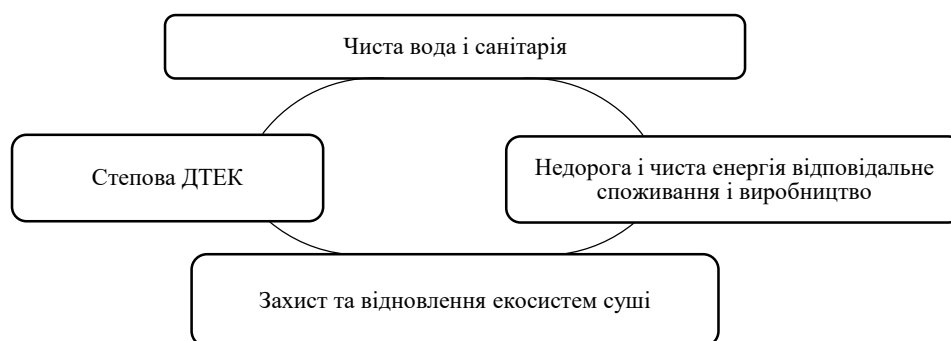 Чиста вода і санітарія
Степова ДТЕК
Недорога і чиста енергія відповідальне
споживання і виробництво
Захист та відновлення екосистем суші